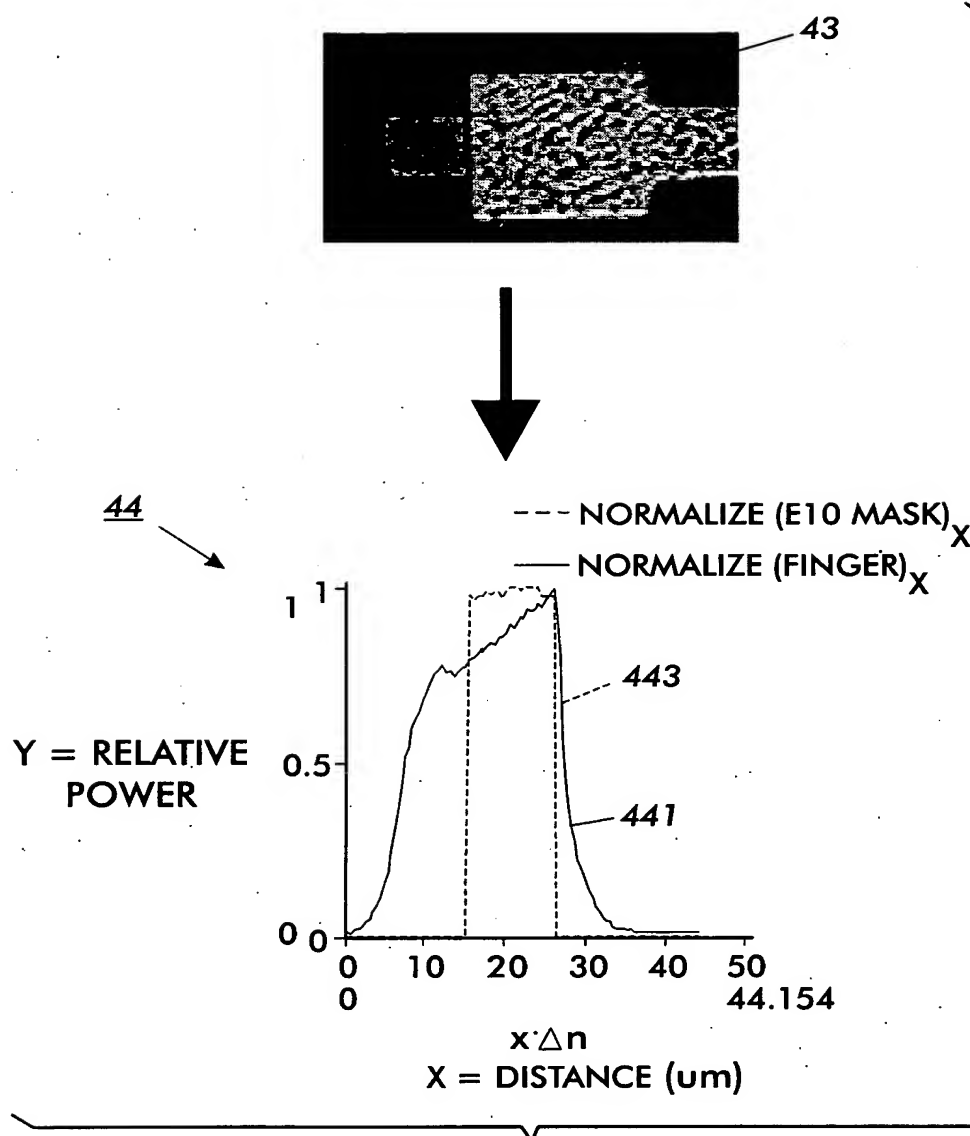 43
44
--- NORMALIZE (E10 MASK)X
— NORMALIZE (FINGER)X
1 1
443
Y = RELATIVE
POWER
0.5
441
0 0
0 10 20 30 40 50
0 44.154
x·△n
X = DISTANCE (um)